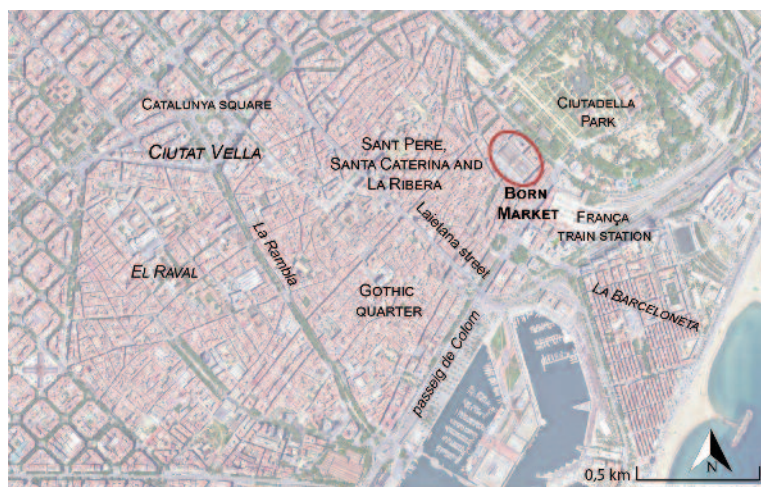 CATALUNYA SQUARE
CIUTAT VELLA
SANT PERE,
SANTA CATERINA AND
LA RIBERA
CIUTADELLA
PARK
BORN
MARKET
FRANÇA
TRAIN STATION
Laietana street
La Rambla
EL RAVAL
GOTHIC
QUARTER
LA BARCELONETA
passeig de Colom
N
0,5 km